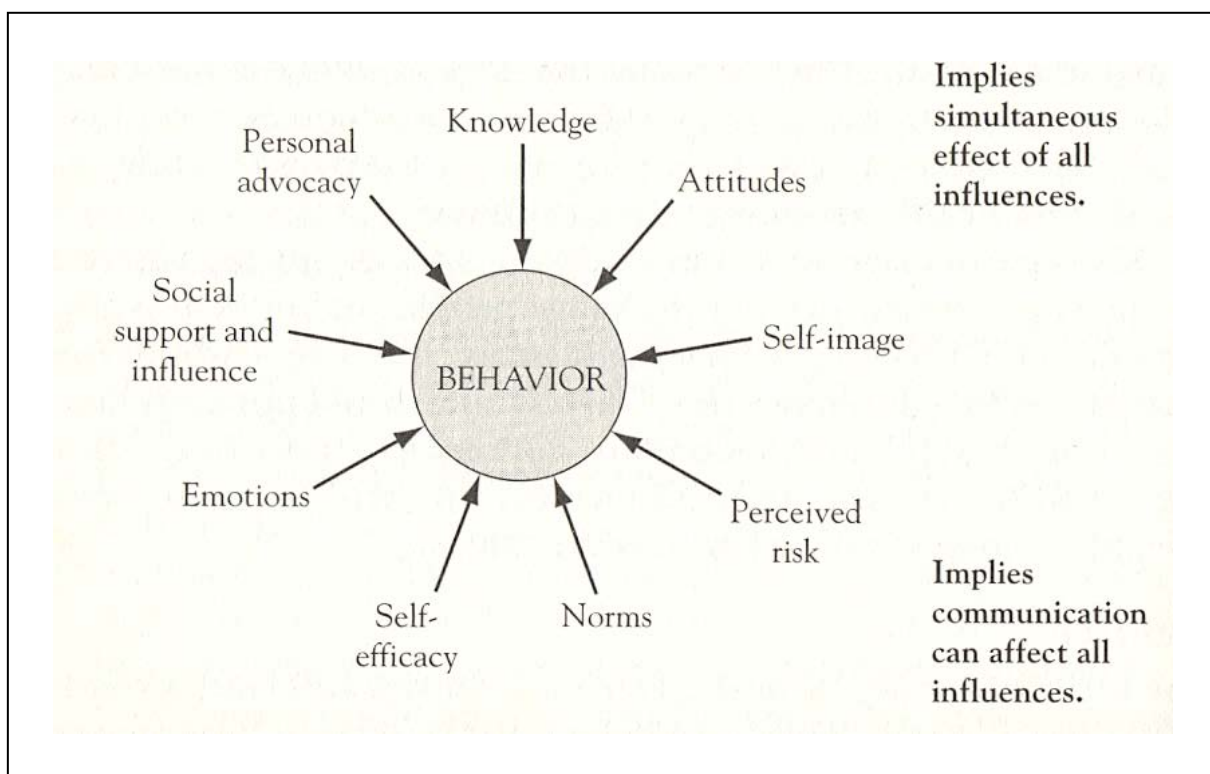 Knowledge
Personal
advocacy
Attitudes
Social
support and
influence
Self-image
BEHAVIOR
Emotions
Perceived
risk
Self-
efficacy
Norms
Implies
simultaneous
effect of all
influences.
Implies
communication
can affect all
influences.